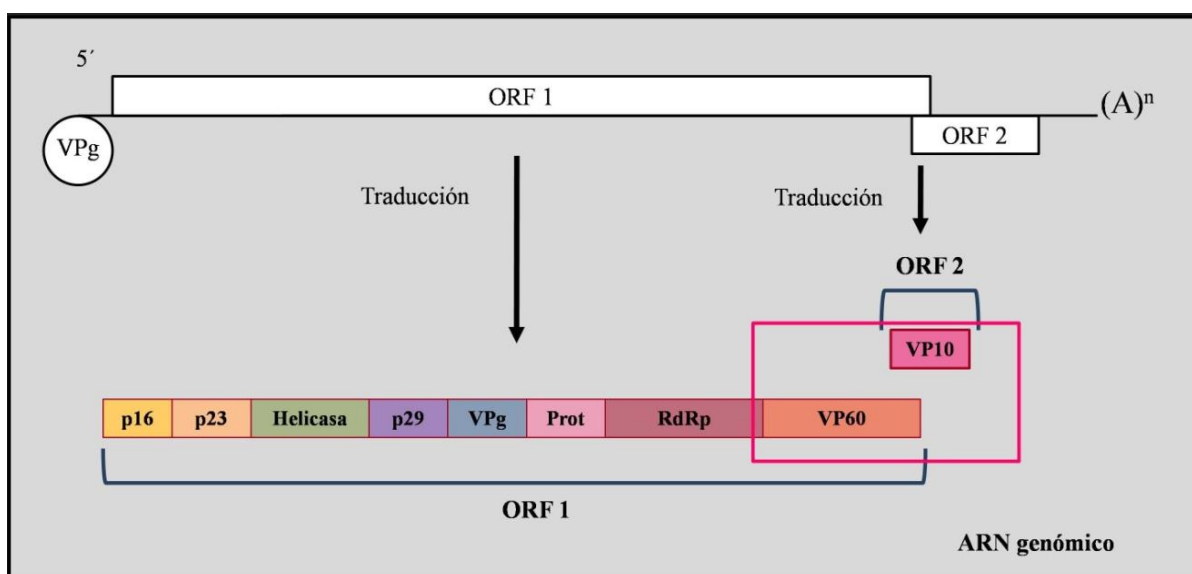 5´
ORF 1
(A)ⁿ
VPg
ORF 2
Traducción
Traducción
ORF 2
VP10
p16 p23 Helicasa p29 VPg Prot RdRp VP60
ORF 1
ARN genómico